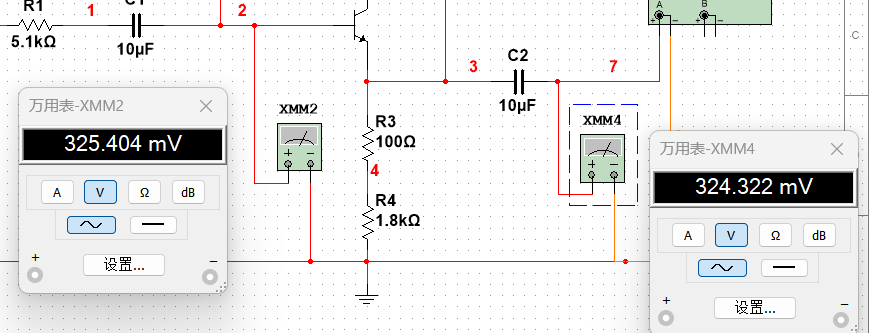 R1
5.1kΩ
1
C1
10µF
2
A
B
C
C2
10µF
3
7
万用表-XMM2
325.404 mV
A
V
Ω
dB
+
设置...
−
XMM2
+
−
R3
100Ω
4
R4
1.8kΩ
XMM4
+
−
万用表-XMM4
324.322 mV
A
V
Ω
dB
+
设置...
−